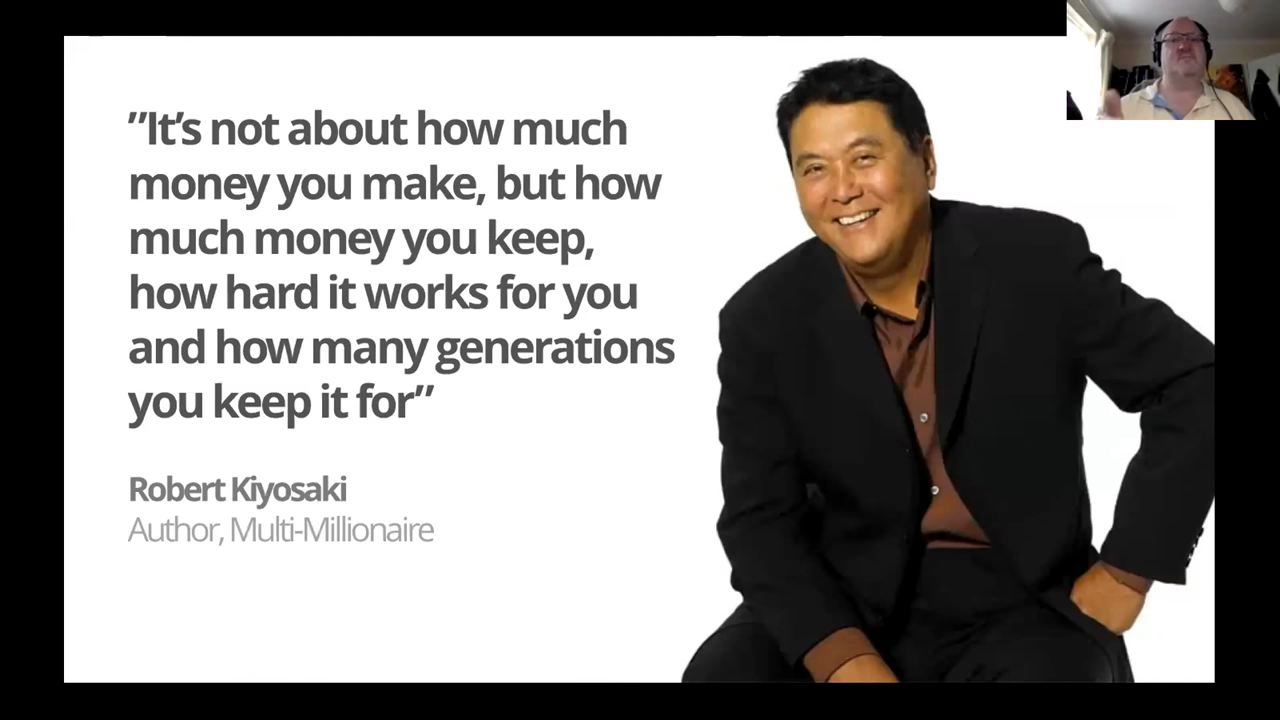 ”It’s not about how much
money you make, but how
much money you keep,
how hard it works for you
and how many generations
you keep it for”
Robert Kiyosaki
Author, Multi-Millionaire